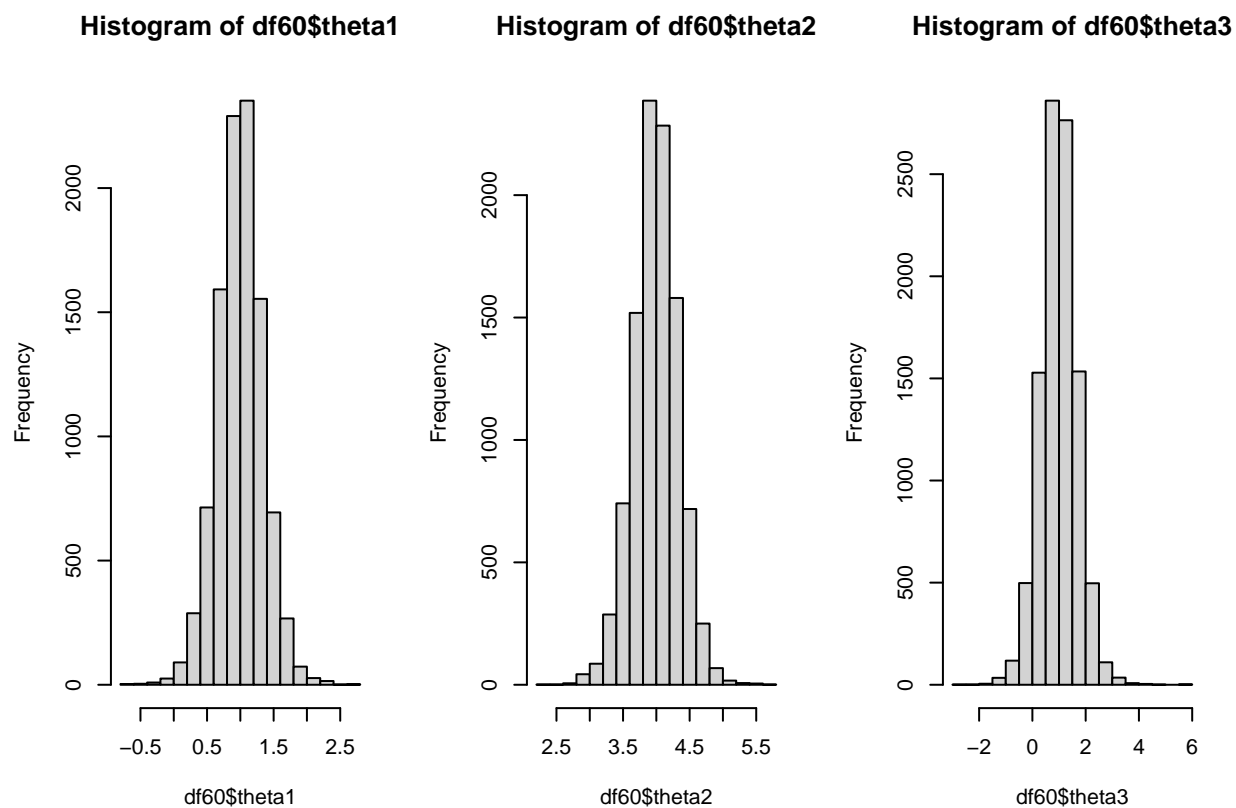 Histogram of df60$theta1
Frequency
2000
1500
1000
500
0
−0.5 0.5 1.5 2.5
df60$theta1
Histogram of df60$theta2
Frequency
2000
1500
1000
500
0
2.5 3.5 4.5 5.5
df60$theta2
Histogram of df60$theta3
Frequency
2500
2000
1500
1000
500
0
−2 0 2 4 6
df60$theta3